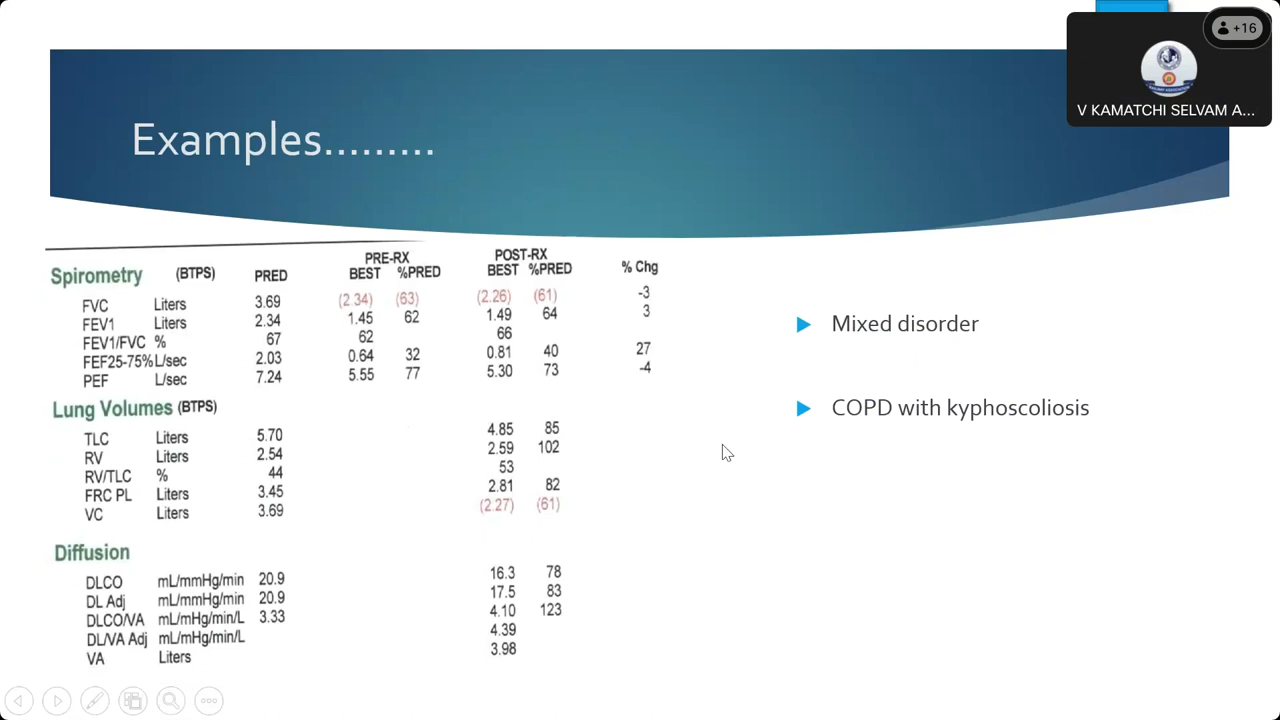 +16
V KAMATCHI SELVAM A...
Examples.........
PRE-RX POST-RX
Spirometry (BTPS) PRED BEST %PRED BEST %PRED % Chg
FVC Liters 3.69 (2.34) (63) (2.26) (61) -3
FEV1 Liters 2.34 1.45 62 1.49 64 3
FEV1/FVC % 67 62 66
FEF25-75% L/sec 2.03 0.64 32 0.81 40 27
PEF L/sec 7.24 5.55 77 5.30 73 -4
Lung Volumes (BTPS)
TLC Liters 5.70 4.85 85
RV Liters 2.54 2.59 102
RV/TLC % 44 53
FRC PL Liters 3.45 2.81 82
VC Liters 3.69 (2.27) (61)
Diffusion
DLCO mL/mmHg/min 20.9 16.3 78
DL Adj mL/mmHg/min 20.9 17.5 83
DLCO/VA mL/mHg/min/L 3.33 4.10 123
DL/VA Adj mL/mHg/min/L 4.39
VA Liters 3.98
Mixed disorder
COPD with kyphoscoliosis